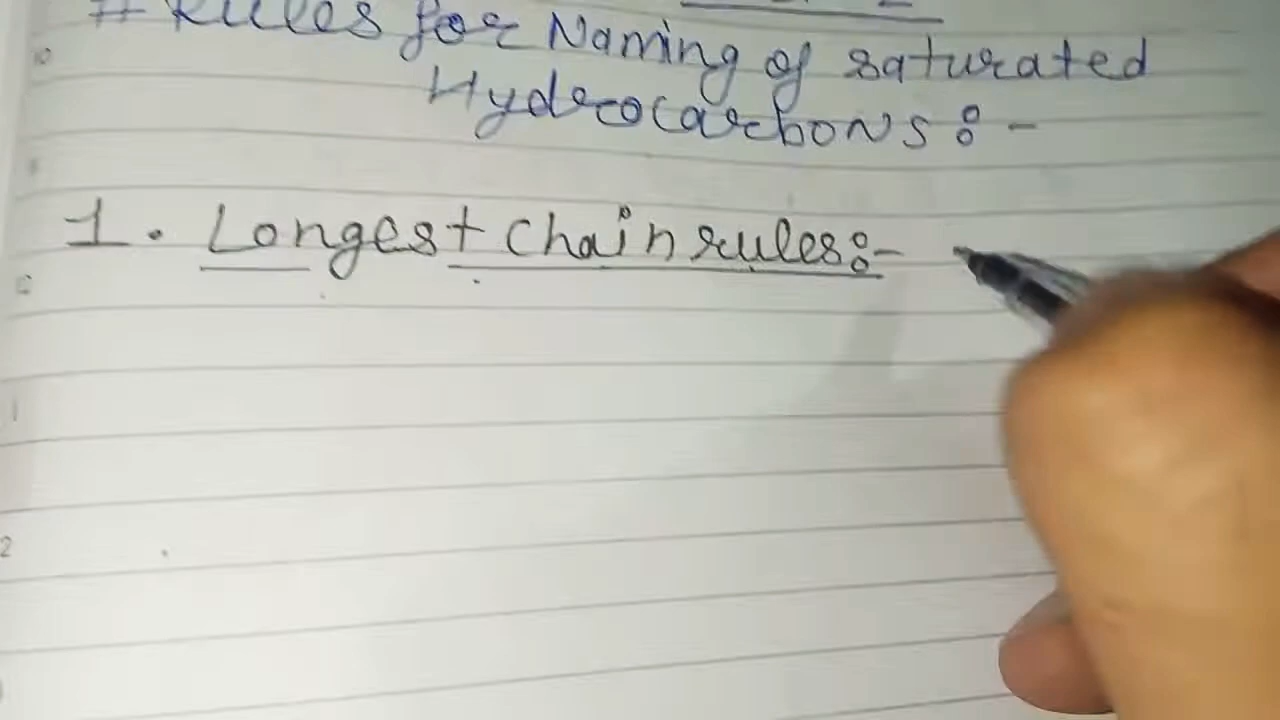 # Rules for Naming of saturated
Hydrocarbons:-
1. Longest chain rules:-